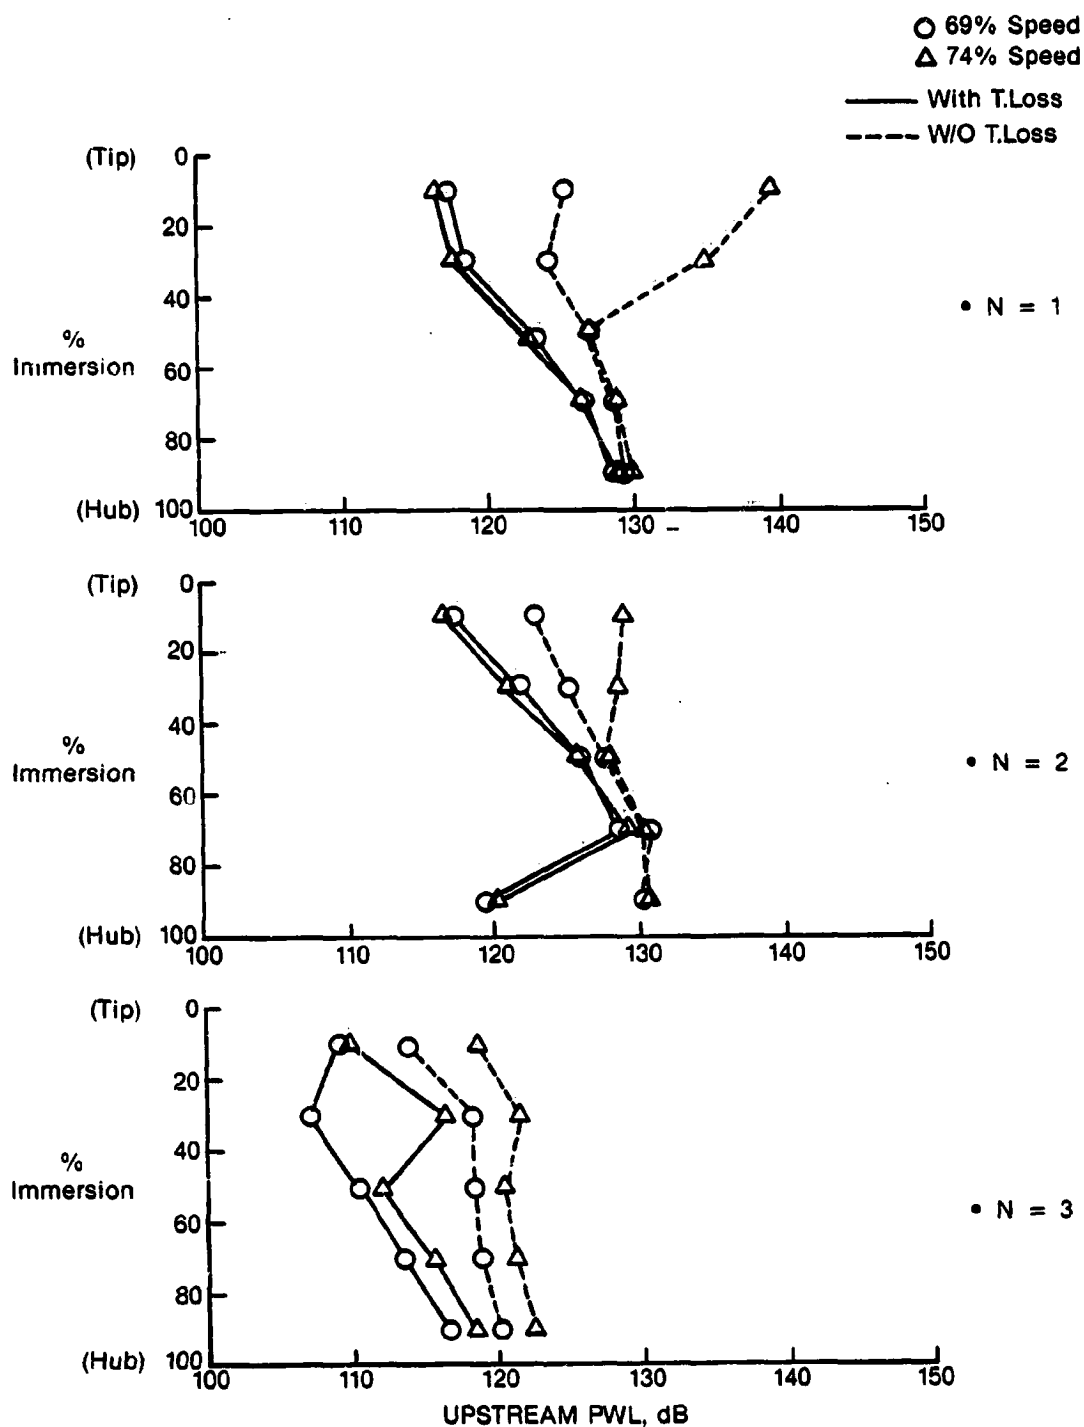 69% Speed
74% Speed
With T.Loss
W/O T.Loss
(Tip) 0
20
40
% Immersion
60
80
(Hub) 100
100 110 120 130 140 150
• N = 1
(Tip) 0
20
40
% Immersion
60
80
(Hub) 100
100 110 120 130 140 150
• N = 2
(Tip) 0
20
40
% Immersion
60
80
(Hub) 100
100 110 120 130 140 150
• N = 3
UPSTREAM PWL, dB